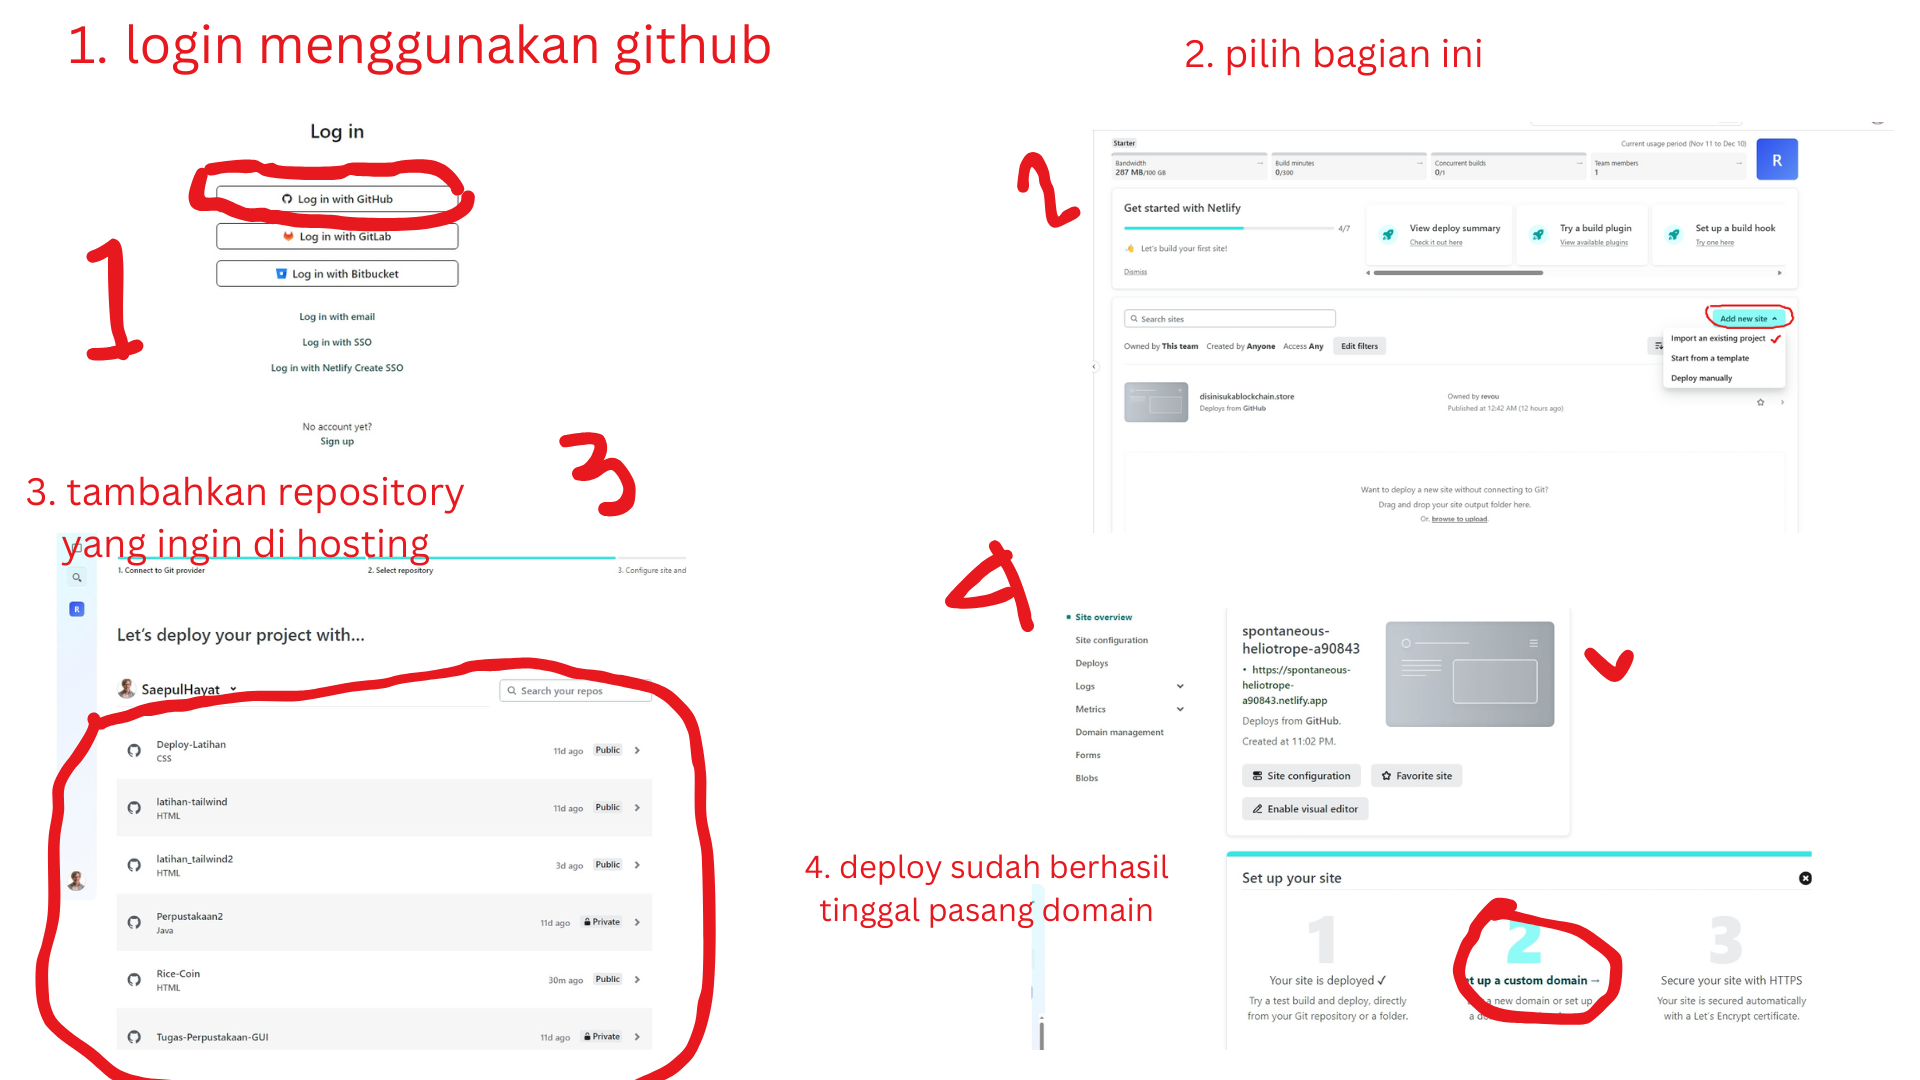 1. login menggunakan github
Log in
Log in with GitHub
Log in with GitLab
Log in with Bitbucket
Log in with email
Log in with SSO
Log in with Netlify Create SSO
No account yet?
Sign up
1
2. pilih bagian ini
2
Starter
Current usage period (Nov 11 to Dec 10)
Bandwidth
287 MB/100 GB
Build minutes
0/300
Concurrent builds
0/1
Team members
1
R
Get started with Netlify
4/7
Let's build your first site!
Dismiss
View deploy summary
Check it out here
Try a build plugin
View available plugins
Set up a build hook
Try one here
Search sites
Add new site
Import an existing project
Start from a template
Deploy manually
Owned by This team Created by Anyone Access Any Edit filters
disinisukablockchain.store
Deploys from GitHub
Owned by revou
Published at 12:42 AM (12 hours ago)
Want to deploy a new site without connecting to Git?
Drag and drop your site output folder here.
Or, browse to upload.
3. tambahkan repository
yang ingin di hosting
3
1. Connect to Git provider
2. Select repository
3. Configure site and
R
Let's deploy your project with...
SaepulHayat
Search your repos
Deploy-Latihan
CSS
11d ago Public
latihan-tailwind
HTML
11d ago Public
latihan_tailwind2
HTML
3d ago Public
Perpustakaan2
Java
11d ago Private
Rice-Coin
HTML
30m ago Public
Tugas-Perpustakaan-GUI
11d ago Private
4
4. deploy sudah berhasil
tinggal pasang domain
Site overview
Site configuration
Deploys
Logs
Metrics
Domain management
Forms
Blobs
spontaneous-
heliotrope-a90843
https://spontaneous-
heliotrope-
a90843.netlify.app
Deploys from GitHub.
Created at 11:02 PM.
Site configuration
Favorite site
Enable visual editor
Set up your site
1
Your site is deployed ✓
Try a test build and deploy, directly
from your Git repository or a folder.
2
up a custom domain →
a new domain or set up
3
Secure your site with HTTPS
Your site is secured automatically
with a Let's Encrypt certificate.